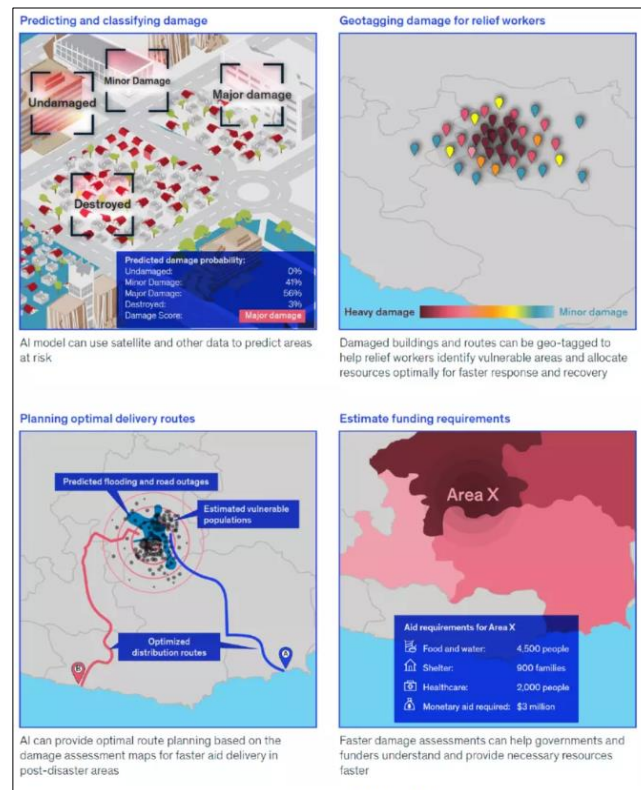 Predicting and classifying damage
Undamaged
Minor Damage
Major damage
Destroyed
Predicted damage probability:
Undamaged: 0%
Minor Damage: 41%
Major Damage: 56%
Destroyed: 3%
Damage Score: Major damage
AI model can use satellite and other data to predict areas
at risk
Geotagging damage for relief workers
Heavy damage Minor damage
Damaged buildings and routes can be geo-tagged to
help relief workers identify vulnerable areas and allocate
resources optimally for faster response and recovery
Planning optimal delivery routes
Predicted flooding and road outages
Estimated vulnerable
populations
Optimized
distribution routes
B
A
AI can provide optimal route planning based on the
damage assessment maps for faster aid delivery in
post-disaster areas
Estimate funding requirements
Area X
Aid requirements for Area X
Food and water: 4,500 people
Shelter: 900 families
Healthcare: 2,000 people
Monetary aid required: $3 million
Faster damage assessments can help governments and
funders understand and provide necessary resources
faster